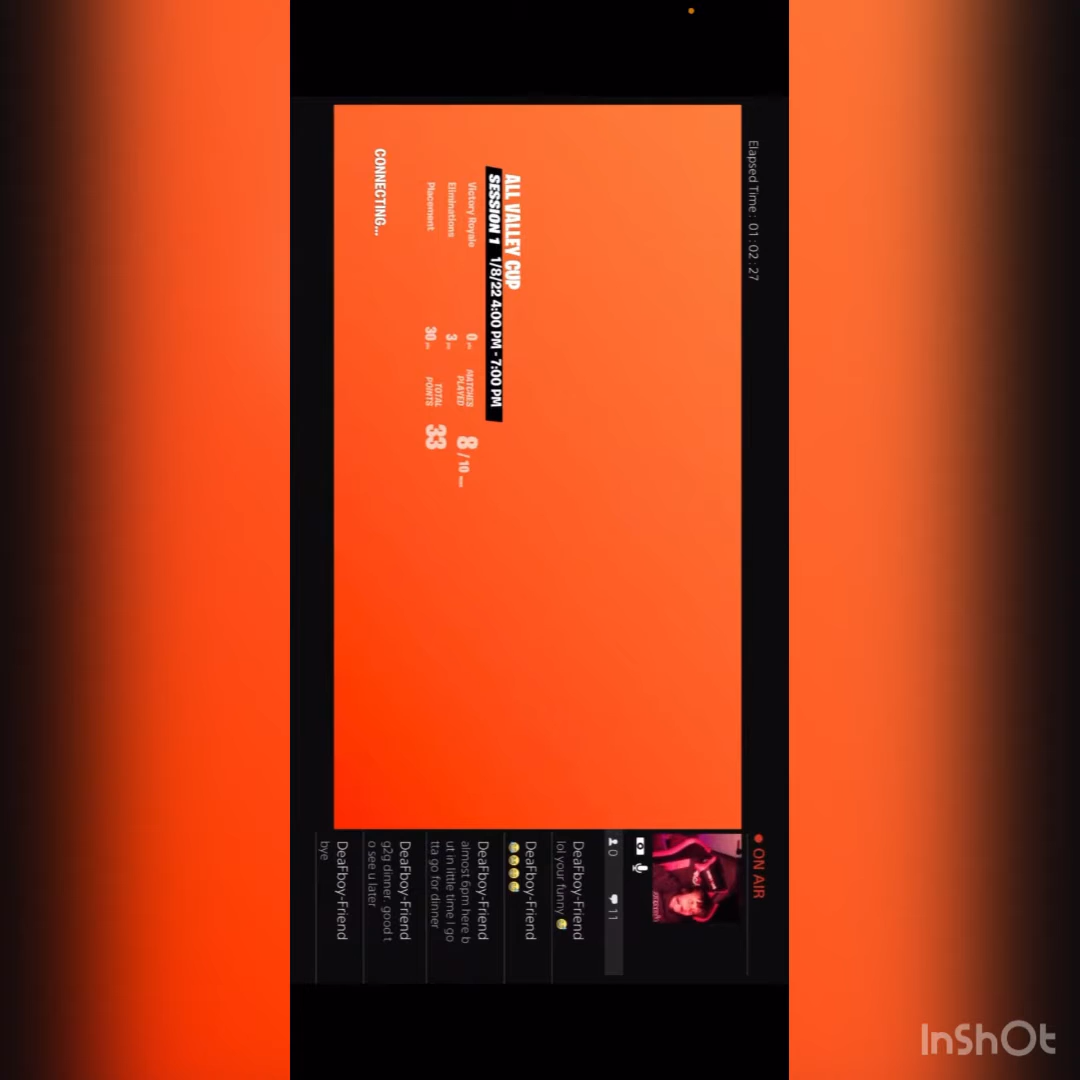 Elapsed Time : 01 : 02 : 27
ALL VALLEY CUP
SESSION 1 1/8/22 4:00 PM - 7:00 PM
Victory Royale 0
Eliminations 3
Placement 30
MATCHES PLAYED 8 / 10
TOTAL POINTS 33
CONNECTING...
ON AIR
0 11
DeaFboy-Friend
lol your funny 😂
DeaFboy-Friend
😂😂😂😂
DeaFboy-Friend
almost 6pm here b
ut in little time I go
tta go for dinner
DeaFboy-Friend
g2g dinner. good t
o see u later
DeaFboy-Friend
bye
InShOt